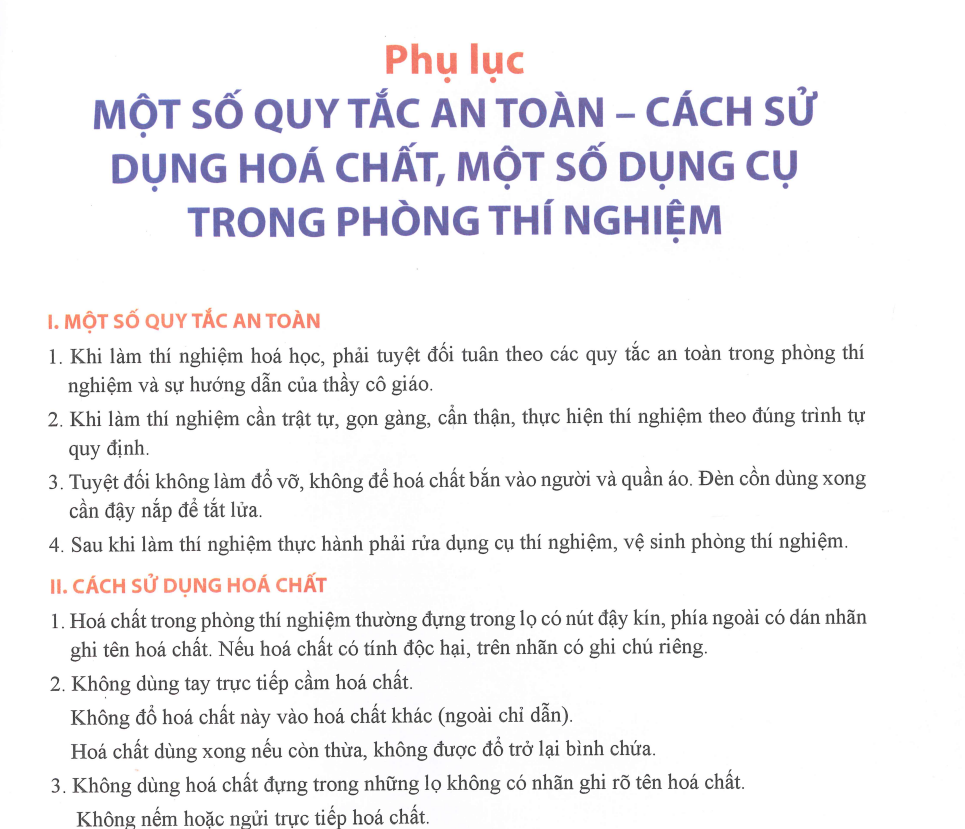 Phụ lục
MỘT SỐ QUY TẮC AN TOÀN – CÁCH SỬ
DỤNG HOÁ CHẤT, MỘT SỐ DỤNG CỤ
TRONG PHÒNG THÍ NGHIỆM
I. MỘT SỐ QUY TẮC AN TOÀN
1. Khi làm thí nghiệm hoá học, phải tuyệt đối tuân theo các quy tắc an toàn trong phòng thí
nghiệm và sự hướng dẫn của thầy cô giáo.
2. Khi làm thí nghiệm cần trật tự, gọn gàng, cẩn thận, thực hiện thí nghiệm theo đúng trình tự
quy định.
3. Tuyệt đối không làm đổ vỡ, không để hoá chất bắn vào người và quần áo. Đèn cồn dùng xong
cần đậy nắp để tắt lửa.
4. Sau khi làm thí nghiệm thực hành phải rửa dụng cụ thí nghiệm, vệ sinh phòng thí nghiệm.
II. CÁCH SỬ DỤNG HOÁ CHẤT
1. Hoá chất trong phòng thí nghiệm thường đựng trong lọ có nút đậy kín, phía ngoài có dán nhãn
ghi tên hoá chất. Nếu hoá chất có tính độc hại, trên nhãn có ghi chú riêng.
2. Không dùng tay trực tiếp cầm hoá chất.
Không đổ hoá chất này vào hoá chất khác (ngoài chỉ dẫn).
Hoá chất dùng xong nếu còn thừa, không được đổ trở lại bình chứa.
3. Không dùng hoá chất đựng trong những lọ không có nhãn ghi rõ tên hoá chất.
Không nếm hoặc ngửi trực tiếp hoá chất.